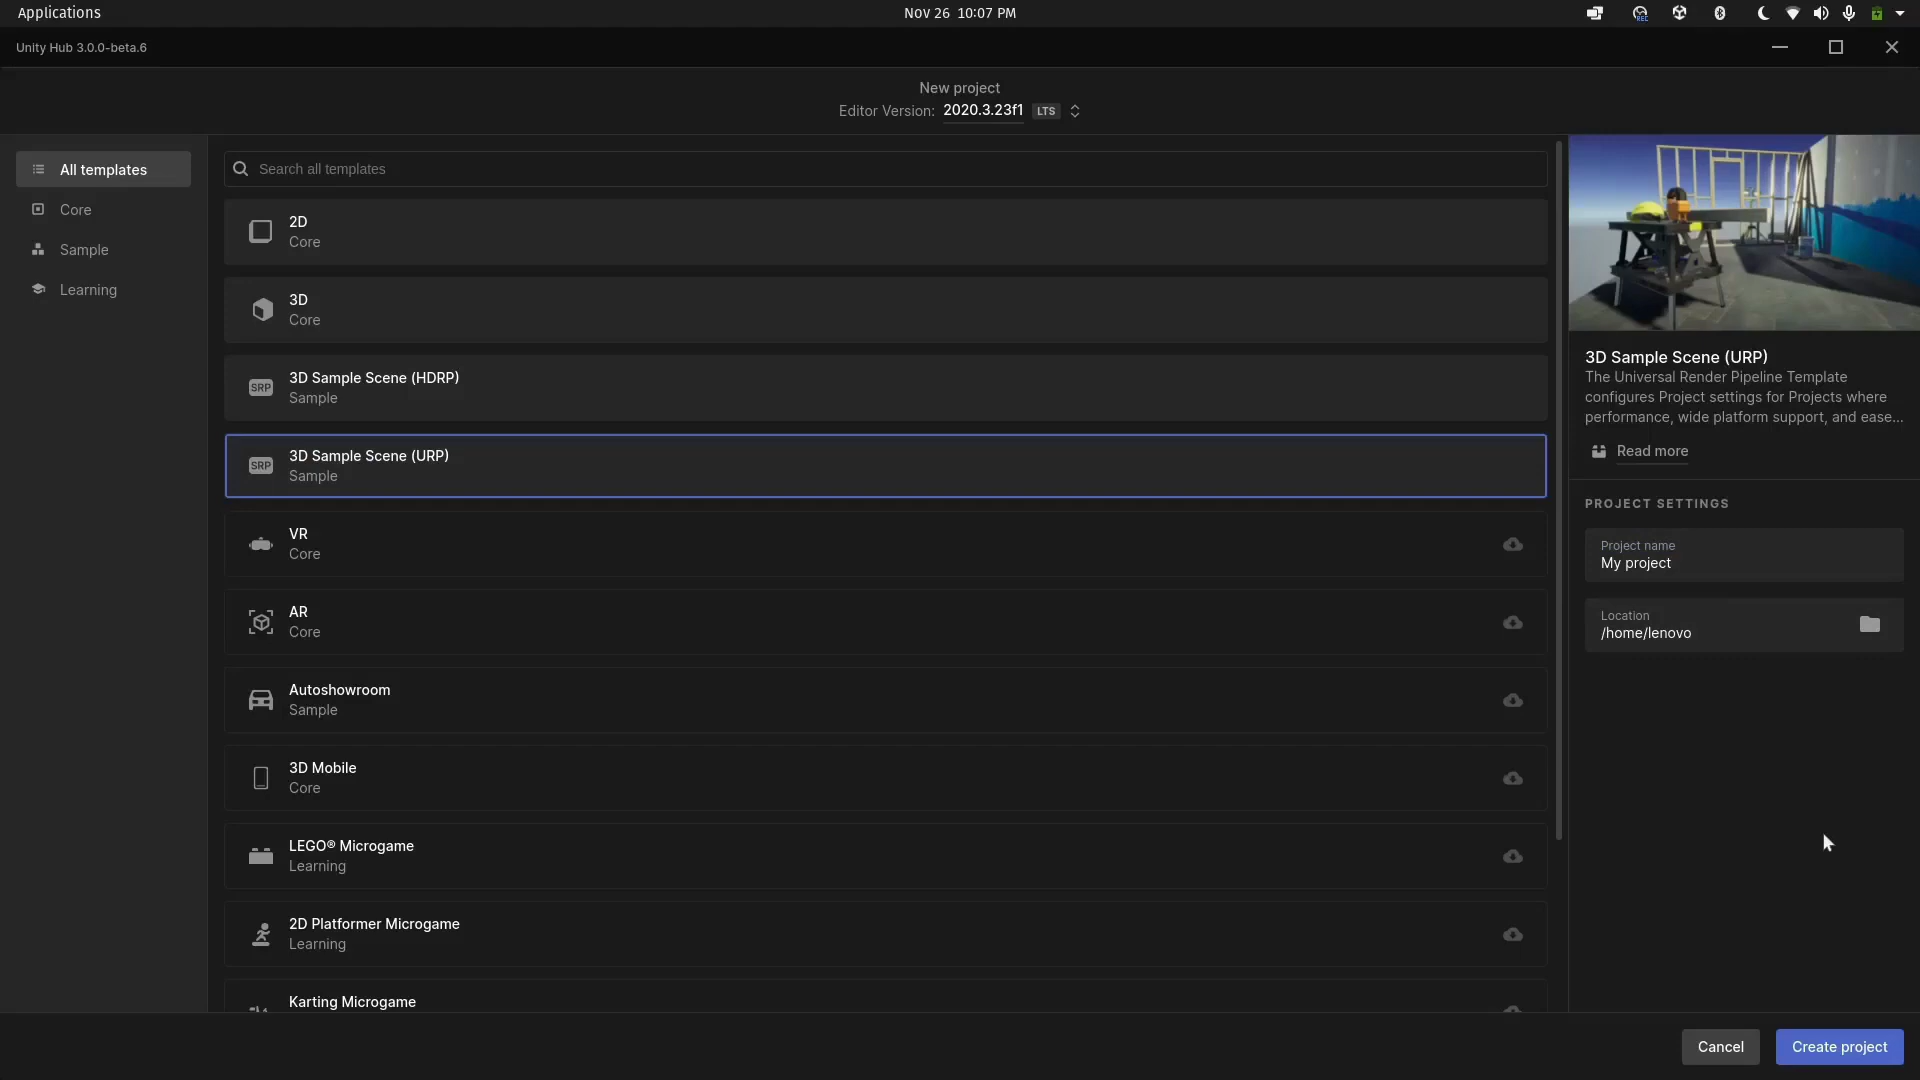 Applications
Nov 26 10:07 PM
REC
Unity Hub 3.0.0-beta.6
New project
Editor Version: 2020.3.23f1 LTS
All templates
Core
Sample
Learning
Search all templates
2D
Core
3D
Core
SRP
3D Sample Scene (HDRP)
Sample
SRP
3D Sample Scene (URP)
Sample
VR
Core
AR
Core
Autoshowroom
Sample
3D Mobile
Core
LEGO® Microgame
Learning
2D Platformer Microgame
Learning
Karting Microgame
3D Sample Scene (URP)
The Universal Render Pipeline Template
configures Project settings for Projects where
performance, wide platform support, and ease...
Read more
PROJECT SETTINGS
Project name
My project
Location
/home/lenovo
Cancel
Create project